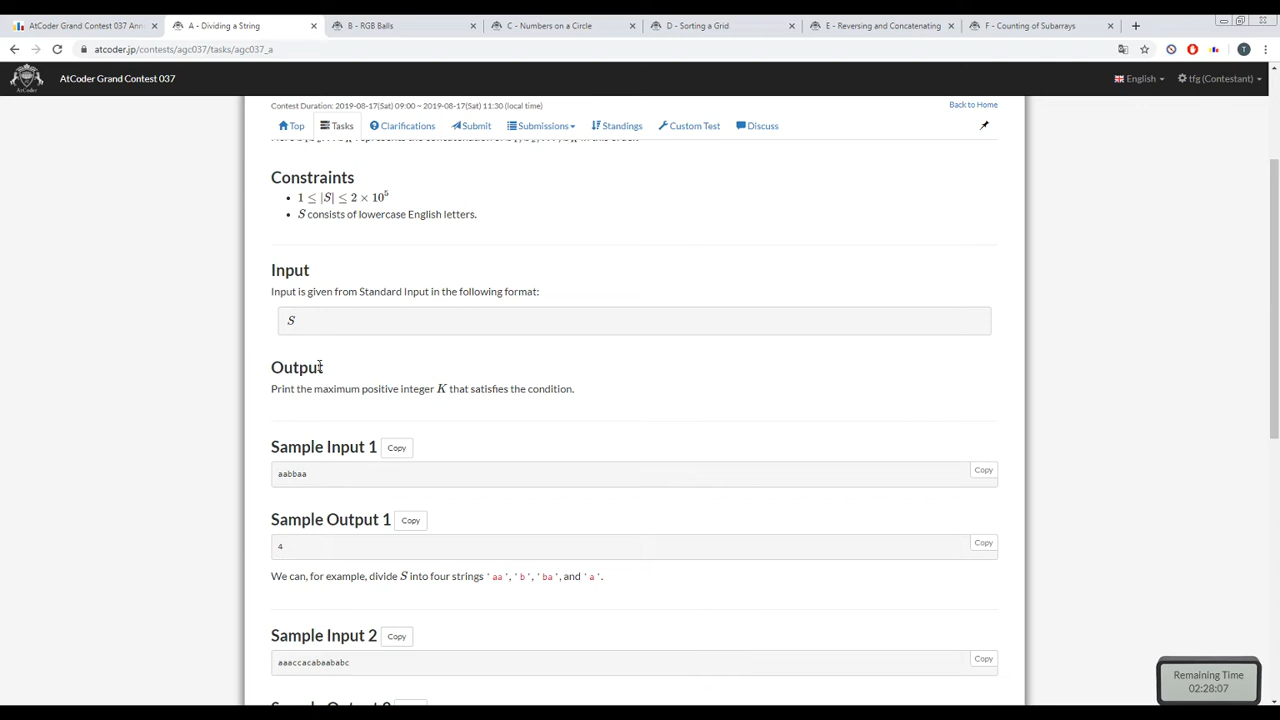 AtCoder Grand Contest 037 Ann
A - Dividing a String
B - RGB Balls
C - Numbers on a Circle
D - Sorting a Grid
E - Reversing and Concatenating
F - Counting of Subarrays
atcoder.jp/contests/agc037/tasks/agc037_a
T
AtCoder Grand Contest 037
English
tfg (Contestant)
Contest Duration: 2019-08-17(Sat) 09:00 ~ 2019-08-17(Sat) 11:30 (local time)
Back to Home
Top
Tasks
Clarifications
Submit
Submissions
Standings
Custom Test
Discuss
Constraints
1 ≤ |S| ≤ 2 × 10⁵
S consists of lowercase English letters.
Input
Input is given from Standard Input in the following format:
S
Output
Print the maximum positive integer K that satisfies the condition.
Sample Input 1 Copy
aabbaa
Copy
Sample Output 1 Copy
4
Copy
We can, for example, divide S into four strings 'aa', 'b', 'ba', and 'a'.
Sample Input 2 Copy
aaaccacabaababc
Copy
Remaining Time
02:28:07